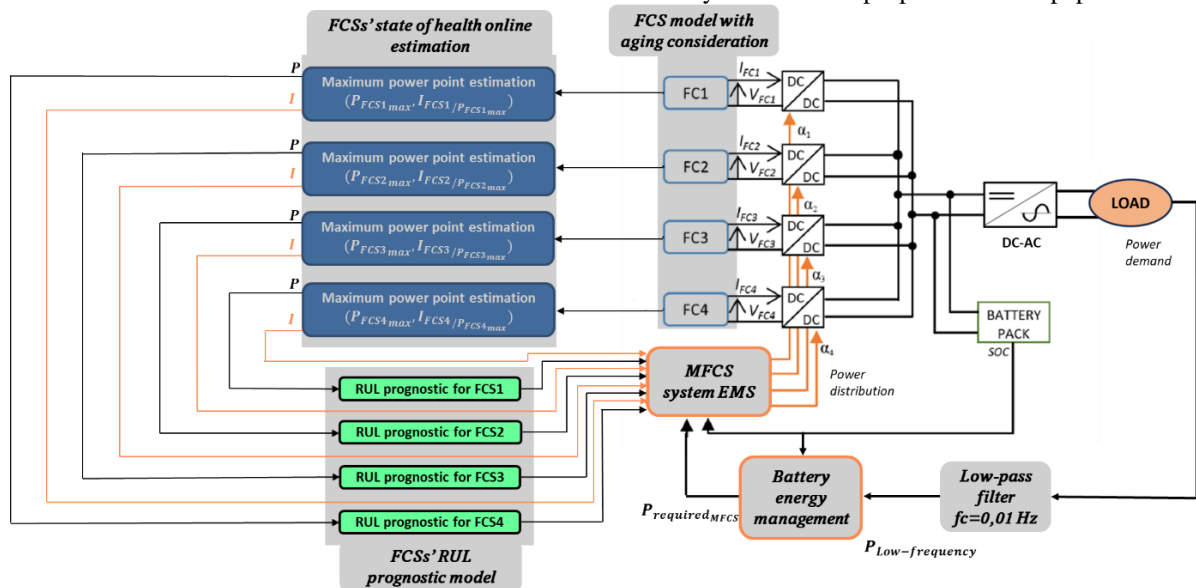 FCSs' state of health online
estimation
FCS model with
aging consideration
P
I
Maximum power point estimation
(P_FCS1max, I_FCS1/P_FCS1max)
FC1
I_FC1
V_FC1
DC
DC
α₁
P
I
Maximum power point estimation
(P_FCS2max, I_FCS2/P_FCS2max)
FC2
I_FC2
V_FC2
DC
DC
α₂
P
I
Maximum power point estimation
(P_FCS3max, I_FCS3/P_FCS3max)
FC3
I_FC3
V_FC3
DC
DC
α₃
P
I
Maximum power point estimation
(P_FCS4max, I_FCS4/P_FCS4max)
FC4
I_FC4
V_FC4
DC
DC
α₄
DC-AC
LOAD
Power
demand
BATTERY
PACK
SOC
MFCS
system EMS
Power
distribution
RUL prognostic for FCS1
RUL prognostic for FCS2
RUL prognostic for FCS3
RUL prognostic for FCS4
FCSs' RUL
prognostic model
P_requiredMFCS
Battery
energy
management
P_Low-frequency
Low-pass
filter
fc=0,01 Hz